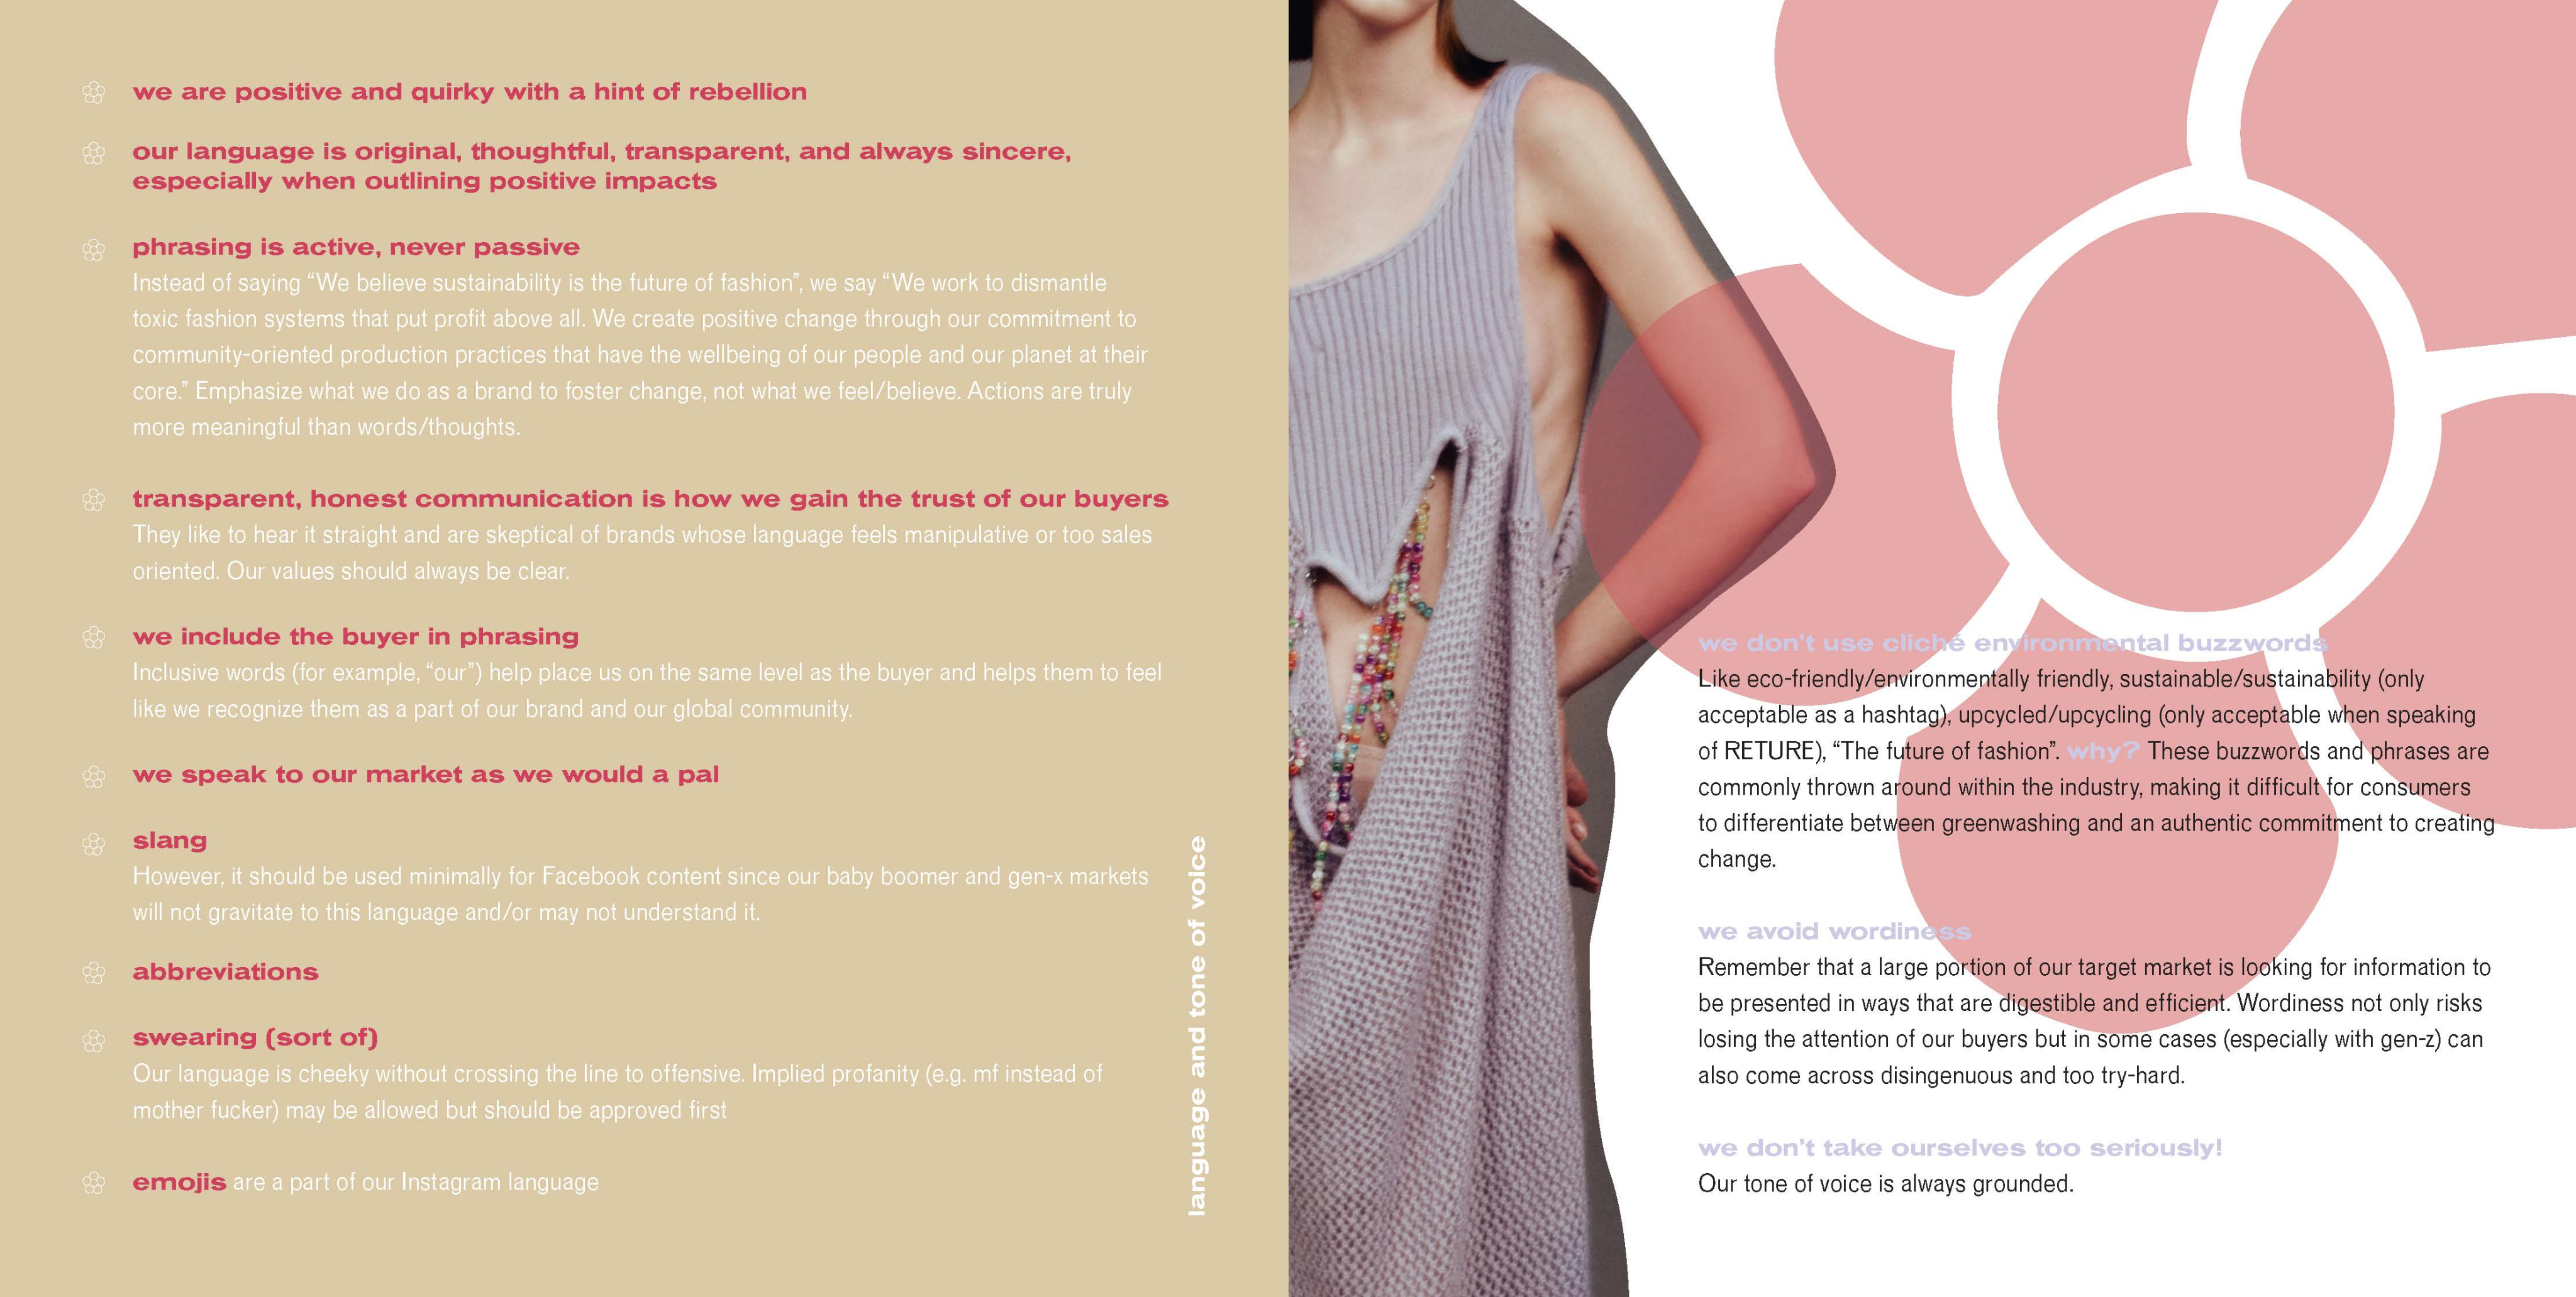 we are positive and quirky with a hint of rebellion
our language is original, thoughtful, transparent, and always sincere,
especially when outlining positive impacts
phrasing is active, never passive
Instead of saying “We believe sustainability is the future of fashion”, we say “We work to dismantle
toxic fashion systems that put profit above all. We create positive change through our commitment to
community-oriented production practices that have the wellbeing of our people and our planet at their
core.” Emphasize what we do as a brand to foster change, not what we feel/believe. Actions are truly
more meaningful than words/thoughts.
transparent, honest communication is how we gain the trust of our buyers
They like to hear it straight and are skeptical of brands whose language feels manipulative or too sales
oriented. Our values should always be clear.
we include the buyer in phrasing
Inclusive words (for example, “our”) help place us on the same level as the buyer and helps them to feel
like we recognize them as a part of our brand and our global community.
we speak to our market as we would a pal
slang
However, it should be used minimally for Facebook content since our baby boomer and gen-x markets
will not gravitate to this language and/or may not understand it.
abbreviations
swearing (sort of)
Our language is cheeky without crossing the line to offensive. Implied profanity (e.g. mf instead of
mother fucker) may be allowed but should be approved first
emojis are a part of our Instagram language
language and tone of voice
we don’t use cliché environmental buzzwords
Like eco-friendly/environmentally friendly, sustainable/sustainability (only
acceptable as a hashtag), upcycled/upcycling (only acceptable when speaking
of RETURE), “The future of fashion”. why? These buzzwords and phrases are
commonly thrown around within the industry, making it difficult for consumers
to differentiate between greenwashing and an authentic commitment to creating
change.
we avoid wordiness
Remember that a large portion of our target market is looking for information to
be presented in ways that are digestible and efficient. Wordiness not only risks
losing the attention of our buyers but in some cases (especially with gen-z) can
also come across disingenuous and too try-hard.
we don’t take ourselves too seriously!
Our tone of voice is always grounded.